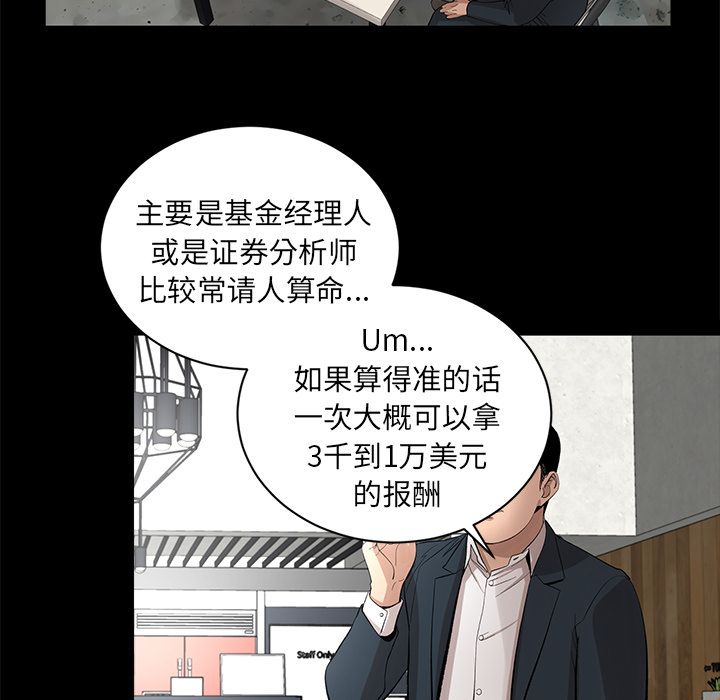 主要是基金经理人
或是证券分析师
比较常请人算命...
Um...
如果算得准的话
一次大概可以拿
3千到1万美元
的报酬
Staff Only